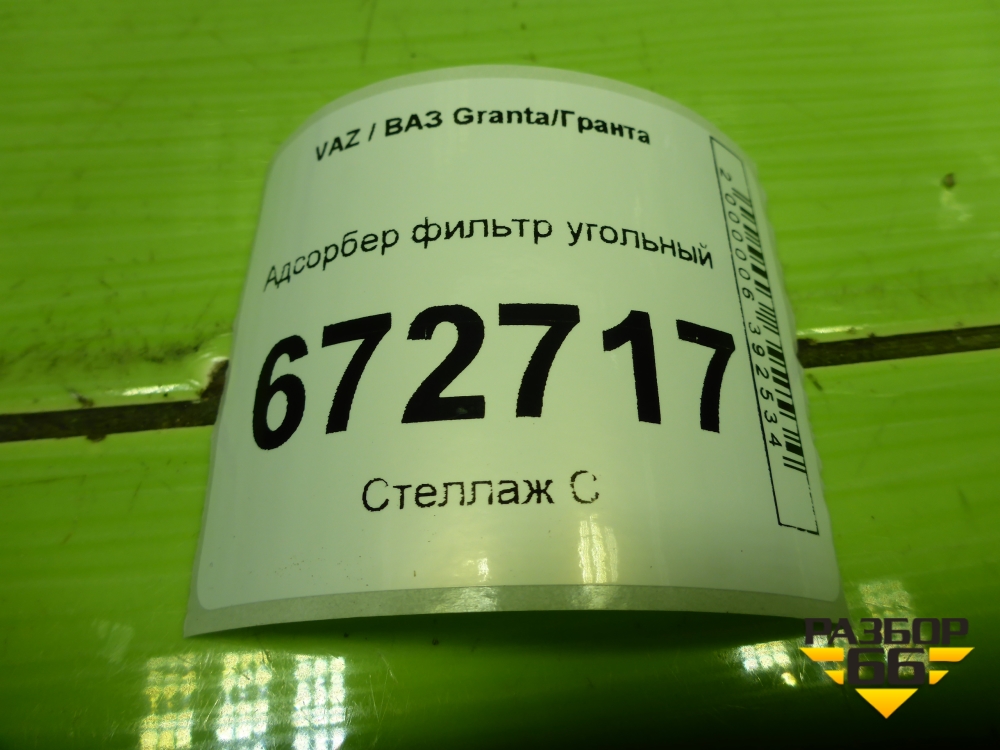 VAZ / ВАЗ Granta/Гранта
Адсорбер фильтр угольный
672717
Стеллаж С
2000006392534
РАЗБОР
66